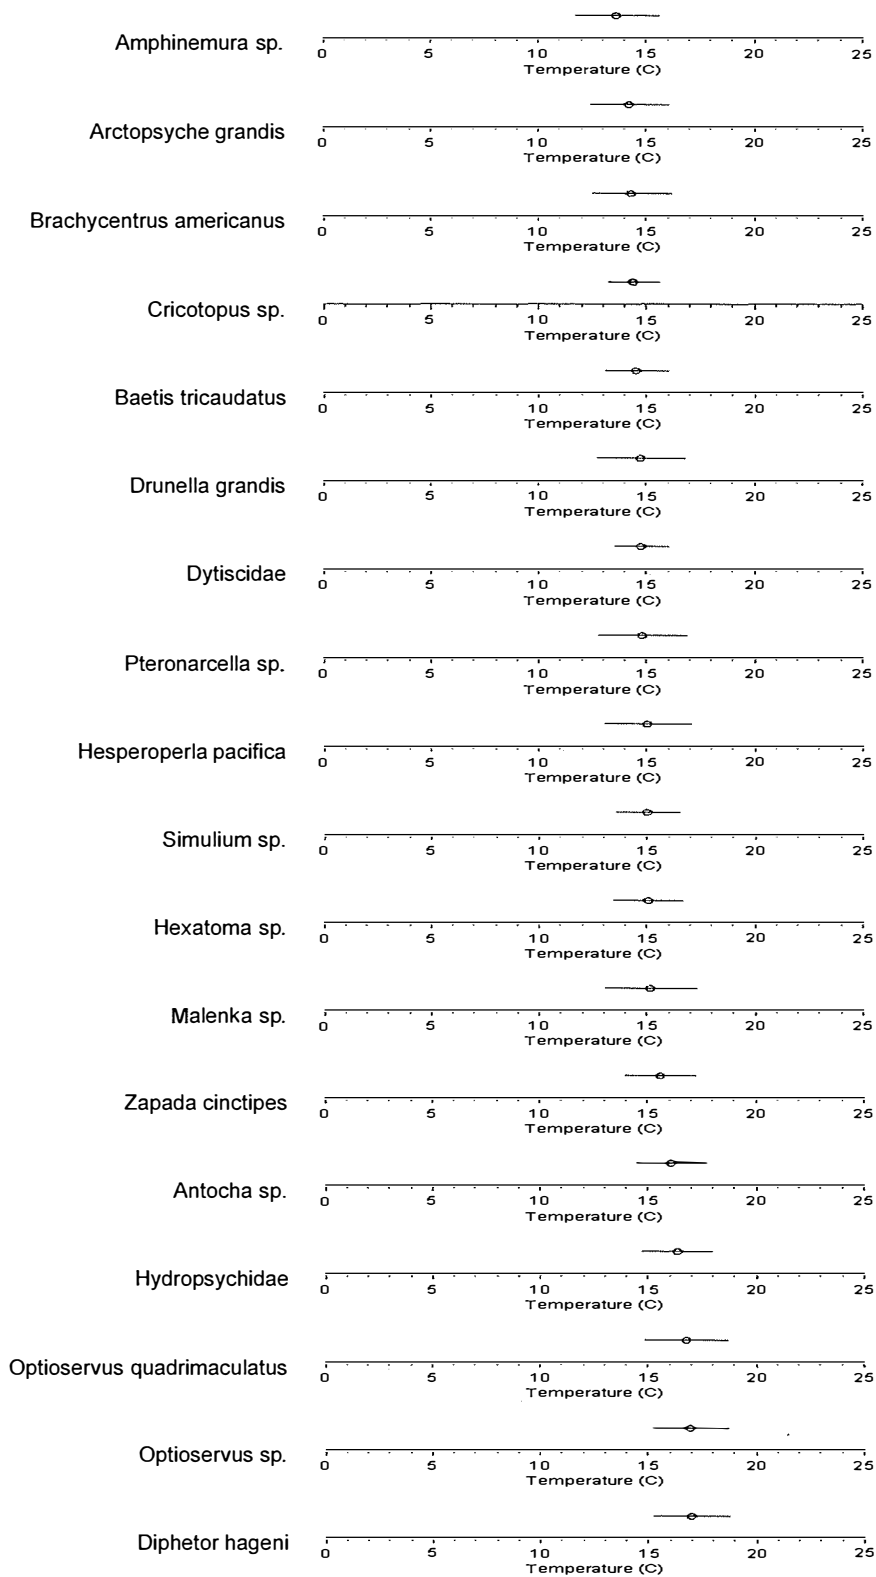 Amphinemura sp.
0 5 10 15 20 25
Temperature (C)
Arctopsyche grandis
0 5 10 15 20 25
Temperature (C)
Brachycentrus americanus
0 5 10 15 20 25
Temperature (C)
Cricotopus sp.
0 5 10 15 20 25
Temperature (C)
Baetis tricaudatus
0 5 10 15 20 25
Temperature (C)
Drunella grandis
0 5 10 15 20 25
Temperature (C)
Dytiscidae
0 5 10 15 20 25
Temperature (C)
Pteronarcella sp.
0 5 10 15 20 25
Temperature (C)
Hesperoperla pacifica
0 5 10 15 20 25
Temperature (C)
Simulium sp.
0 5 10 15 20 25
Temperature (C)
Hexatoma sp.
0 5 10 15 20 25
Temperature (C)
Malenka sp.
0 5 10 15 20 25
Temperature (C)
Zapada cinctipes
0 5 10 15 20 25
Temperature (C)
Antocha sp.
0 5 10 15 20 25
Temperature (C)
Hydropsychidae
0 5 10 15 20 25
Temperature (C)
Optioservus quadrimaculatus
0 5 10 15 20 25
Temperature (C)
Optioservus sp.
0 5 10 15 20 25
Temperature (C)
Diphetor hageni
0 5 10 15 20 25
Temperature (C)